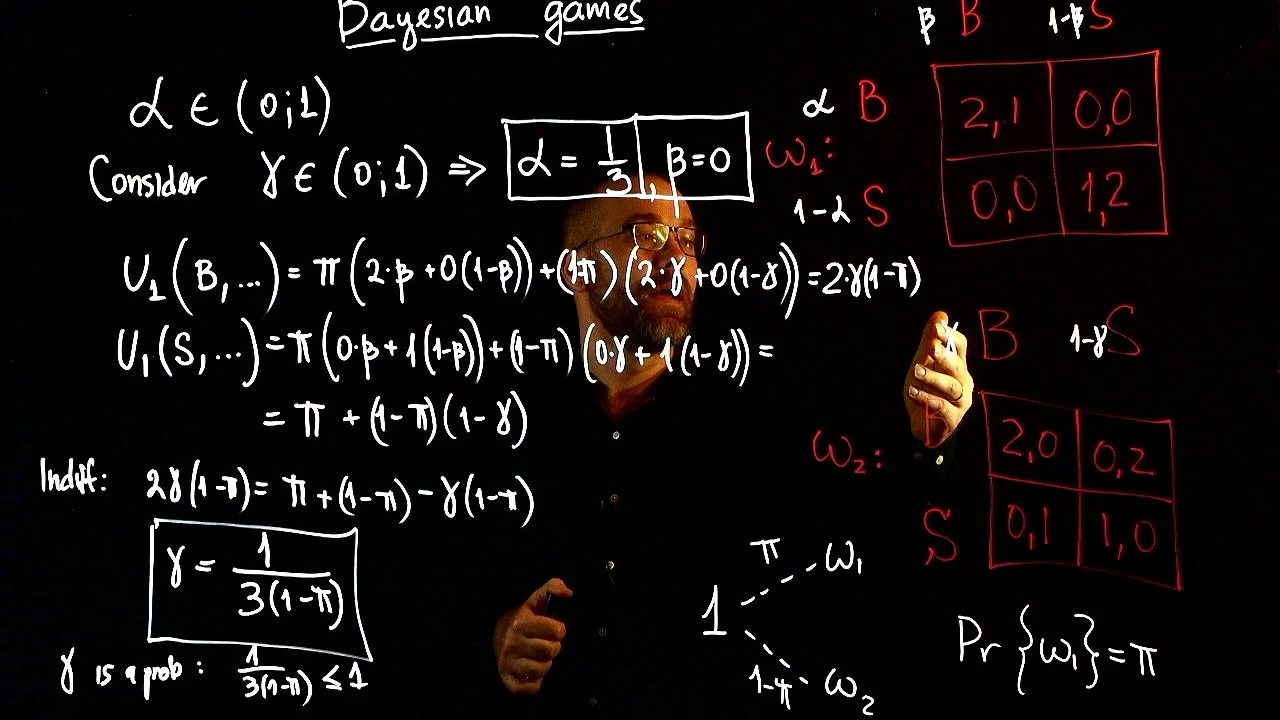 Bayesian games
α ∈ (0;1)
Consider γ ∈ (0;1) ⇒ α = 1/3, β=0
U₁(B,...) = π(2·β + 0(1-β)) + (1-π)(2·γ + 0(1-γ)) = 2·γ(1-π)
U₁(S,...) = π(0·β + 1(1-β)) + (1-π)(0·γ + 1(1-γ)) =
= π + (1-π)(1-γ)
Indiff: 2γ(1-π) = π + (1-π) - γ(1-π)
γ = 1/(3(1-π))
γ is a prob: 1/(3(1-π)) ≤ 1
β B 1-β S
α B 2,1 0,0
ω₁:
1-α S 0,0 1,2
γ B 1-γ S
B 2,0 0,2
ω₂:
S 0,1 1,0
π ω₁
1
1-π ω₂
Pr {ω₁} = π